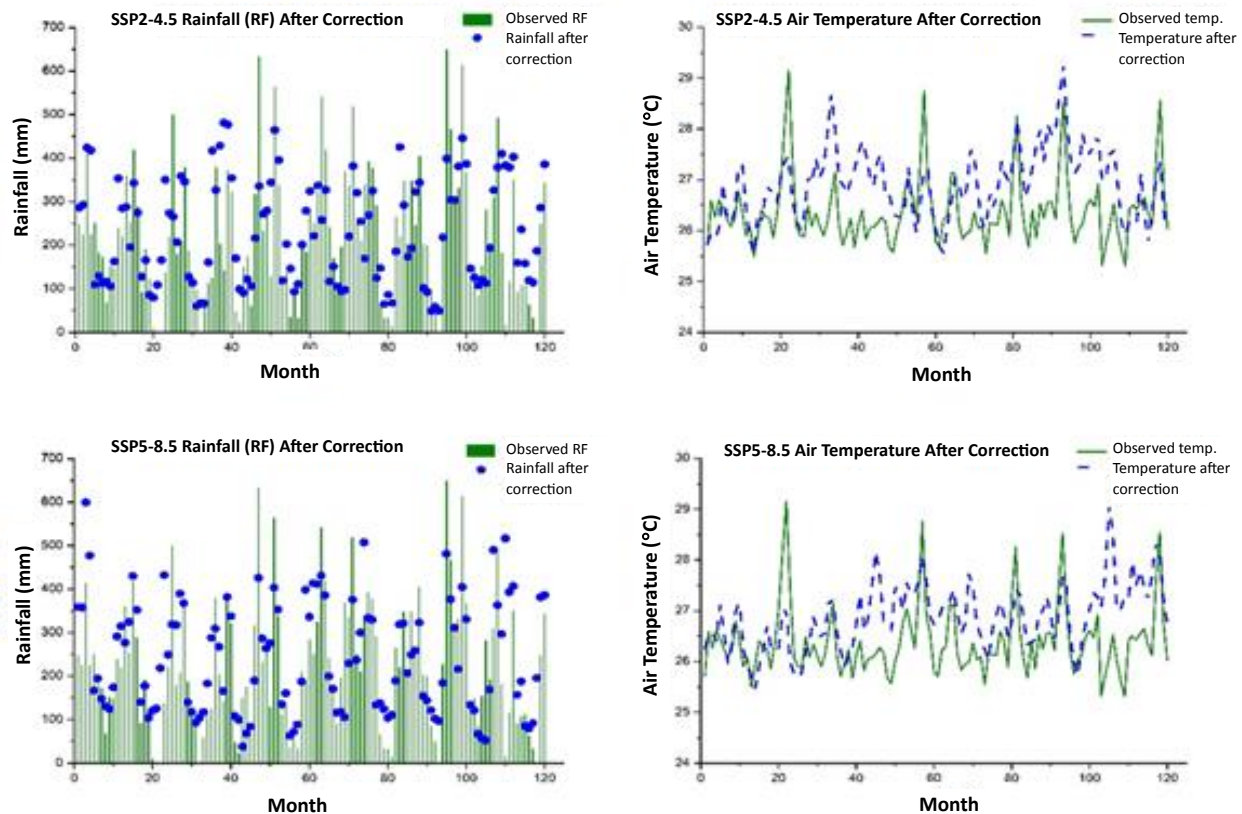 SSP2-4.5 Rainfall (RF) After Correction
Observed RF
Rainfall after
correction
700
600
500
400
300
200
100
0
0
20
40
60
80
100
120
Rainfall (mm)
Month
SSP2-4.5 Air Temperature After Correction
Observed temp.
Temperature after
correction
30
29
28
27
26
25
24
0
20
40
60
80
100
120
Air Temperature (°C)
Month
SSP5-8.5 Rainfall (RF) After Correction
Observed RF
Rainfall after
correction
700
600
500
400
300
200
100
0
0
20
40
60
80
100
120
Rainfall (mm)
Month
SSP5-8.5 Air Temperature After Correction
Observed temp.
Temperature after
correction
30
29
28
27
26
25
24
0
20
40
60
80
100
120
Air Temperature (°C)
Month